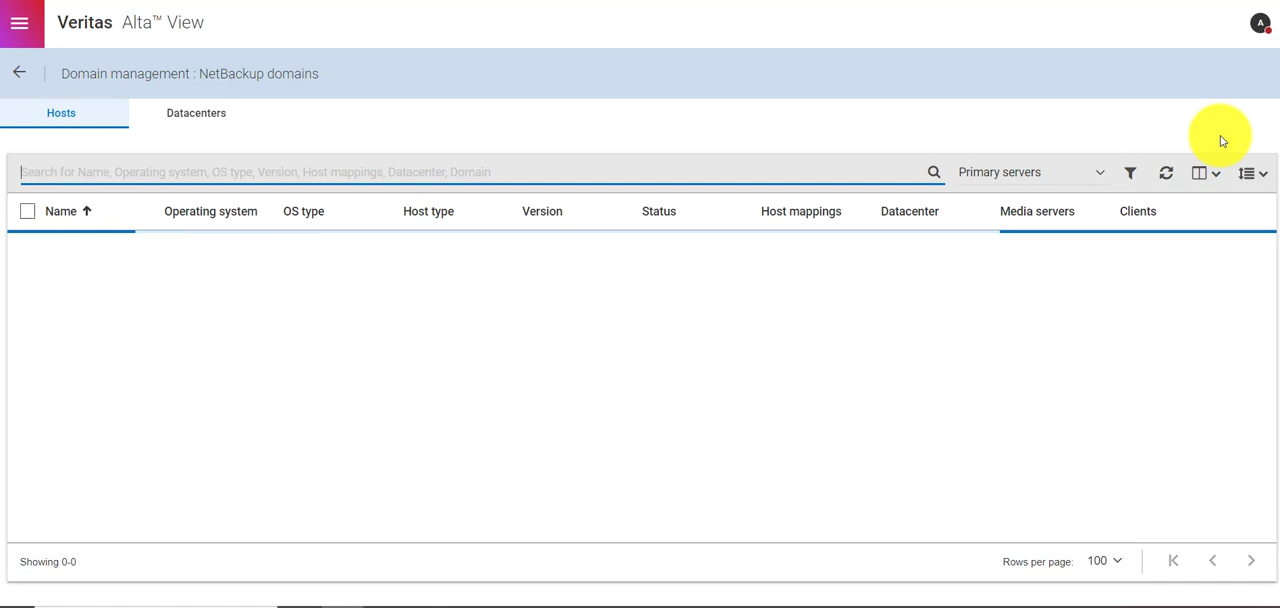 Veritas Alta™ View
A
Domain management : NetBackup domains
Hosts Datacenters
Search for Name, Operating system, OS type, Version, Host mappings, Datacenter, Domain Primary servers
Name Operating system OS type Host type Version Status Host mappings Datacenter Media servers Clients
Showing 0-0 Rows per page: 100